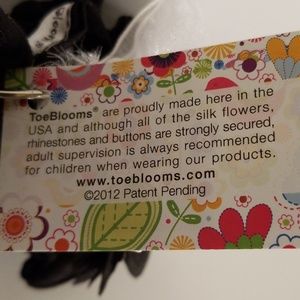 ToeBlooms® are proudly made here in the
USA and although all of the silk flowers,
rhinestones and buttons are strongly secured,
adult supervision is always recommended
for children when wearing our products.
www.toeblooms.com
©2012 Patent Pending